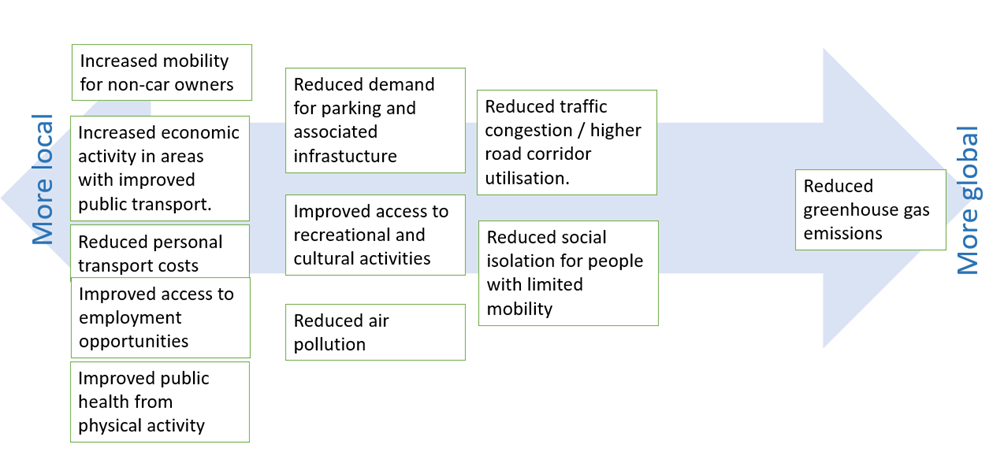 More local
Increased mobility
for non-car owners
Increased economic
activity in areas
with improved
public transport.
Reduced personal
transport costs
Improved access to
employment
opportunities
Improved public
health from
physical activity
Reduced demand
for parking and
associated
infrastucture
Improved access to
recreational and
cultural activities
Reduced air
pollution
Reduced traffic
congestion / higher
road corridor
utilisation.
Reduced social
isolation for people
with limited
mobility
Reduced
greenhouse gas
emissions
More global